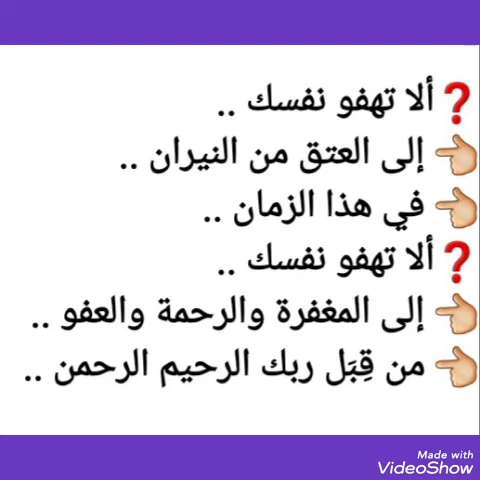 ❓ألا تهفو نفسك ..
👈إلى العتق من النيران ..
👈في هذا الزمان ..
❓ألا تهفو نفسك ..
👈إلى المغفرة والرحمة والعفو ..
👈من قِبَل ربك الرحيم الرحمن ..
Made with
VideoShow